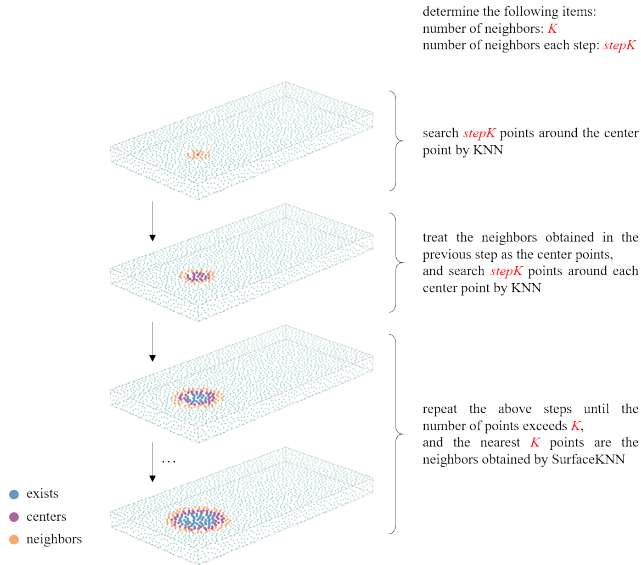 determine the following items:
number of neighbors: K
number of neighbors each step: stepK
search stepK points around the center
point by KNN
treat the neighbors obtained in the
previous step as the center points,
and search stepK points around each
center point by KNN
repeat the above steps until the
number of points exceeds K,
and the nearest K points are the
neighbors obtained by SurfaceKNN
...
exists
centers
neighbors